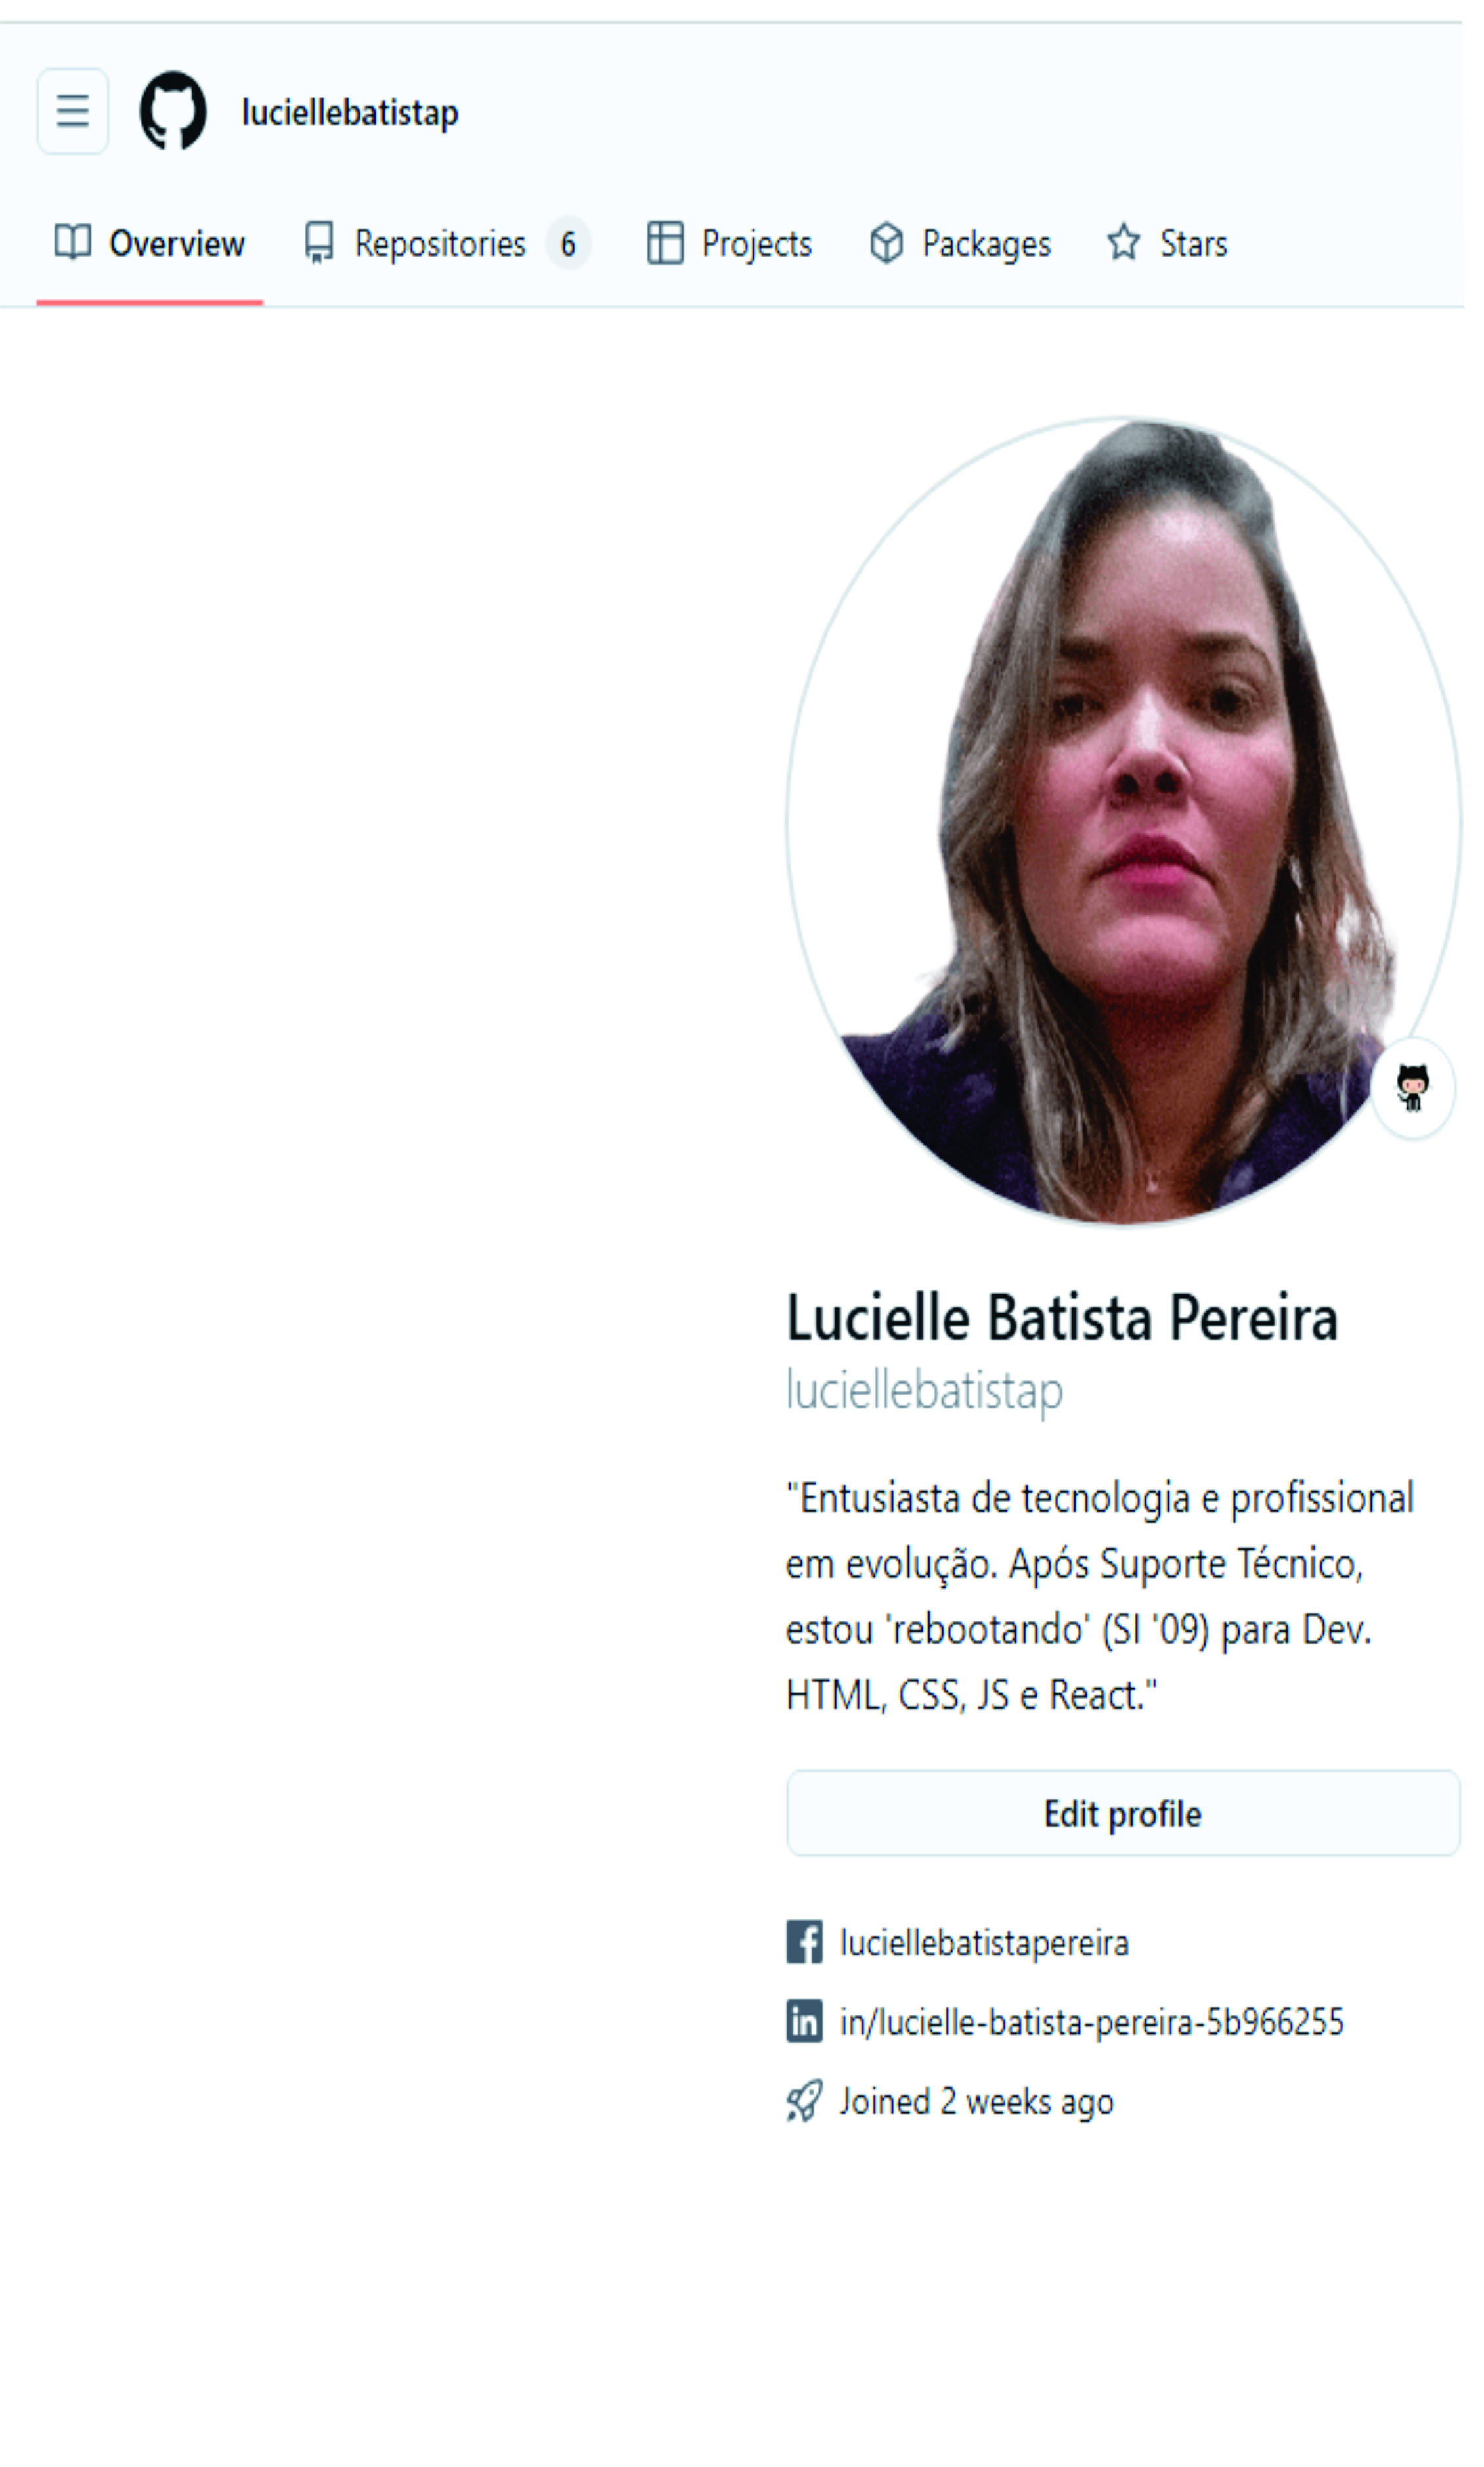 luciellebatistap
Overview Repositories 6 Projects Packages Stars
Lucielle Batista Pereira
luciellebatistap
"Entusiasta de tecnologia e profissional
em evolução. Após Suporte Técnico,
estou 'rebootando' (SI '09) para Dev.
HTML, CSS, JS e React."
Edit profile
luciellebatistapereira
in/lucielle-batista-pereira-5b966255
Joined 2 weeks ago